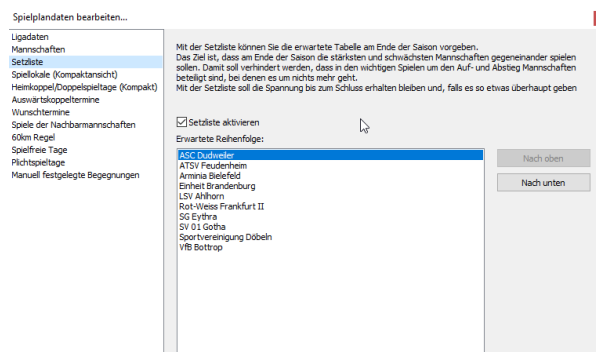 Spielplandaten bearbeiten...
Ligadaten
Mannschaften
Setzliste
Spiellokale (Kompaktansicht)
Heimkoppel/Doppelspieltage (Kompakt)
Auswärtskoppeltermine
Wunschtermine
Spiele der Nachbarmannschaften
60km Regel
Spielfreie Tage
Plichtspieltage
Manuell festgelegte Begegnungen
Mit der Setzliste können Sie die erwartete Tabelle am Ende der Saison vorgeben.
Das Ziel ist, dass am Ende der Saison die stärksten und schwächsten Mannschaften gegeneinander spielen
sollen. Damit soll verhindert werden, dass in den wichtigen Spielen um den Auf- und Abstieg Mannschaften
beteiligt sind, bei denen es um nichts mehr geht.
Mit der Setzliste soll die Spannung bis zum Schluss erhalten bleiben und, falls es so etwas überhaupt geben
Setzliste aktivieren
Erwartete Reihenfolge:
ASC Dudweiler
ATSV Feudenheim
Arminia Bielefeld
Einheit Brandenburg
LSV Ahlhorn
Rot-Weiss Frankfurt II
SG Eythra
SV 01 Gotha
Sportvereinigung Döbeln
VfB Bottrop
Nach oben
Nach unten